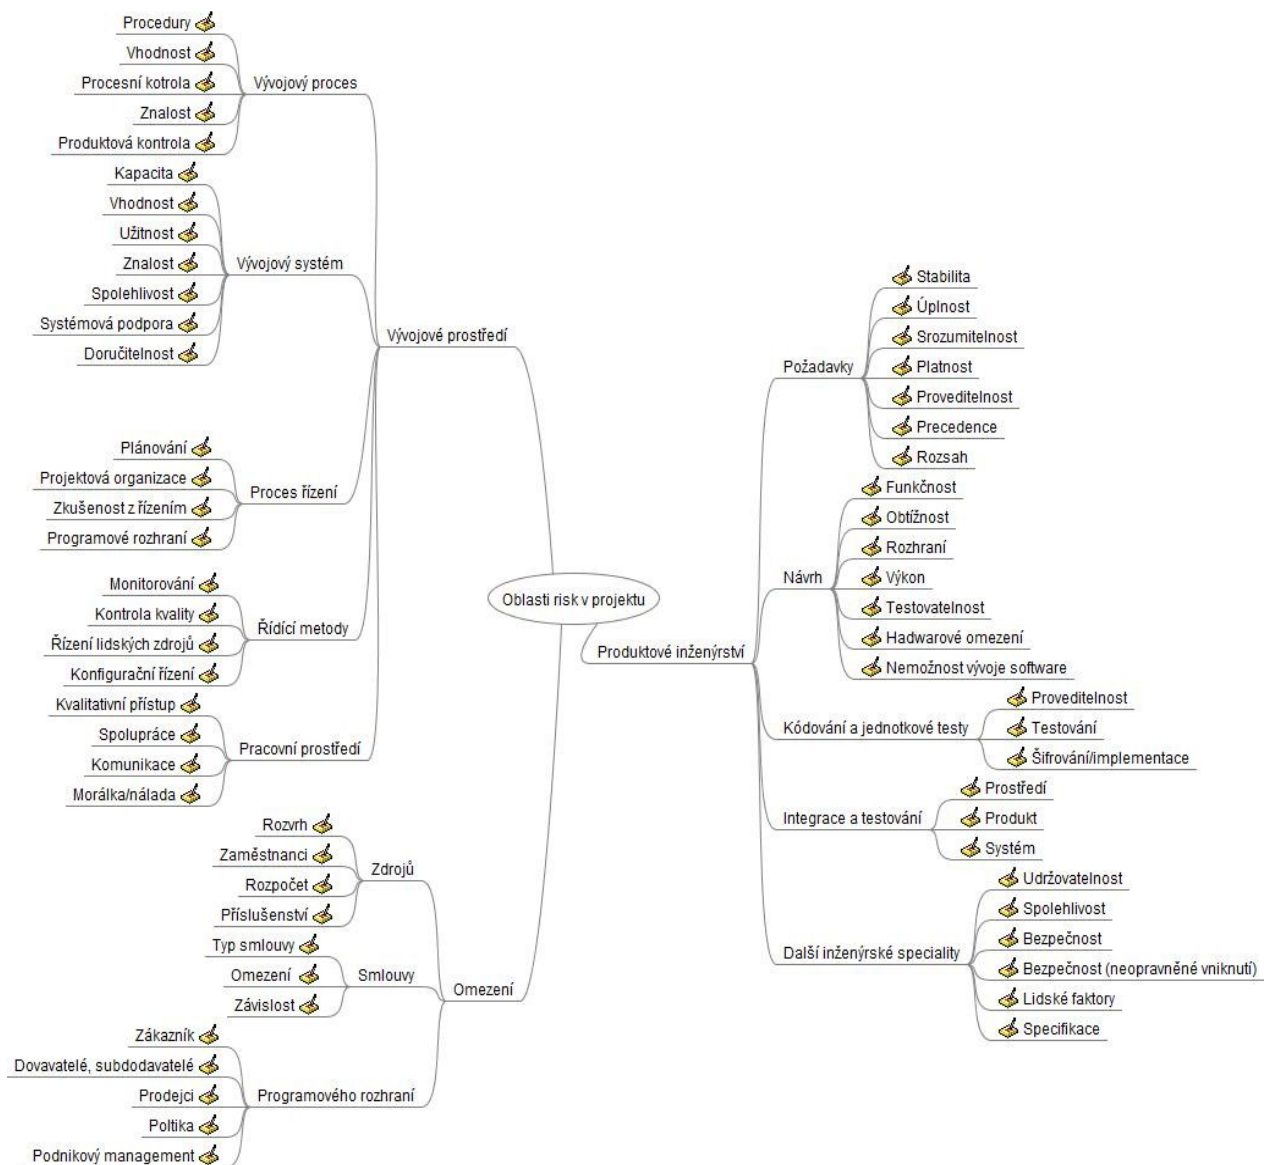 Procedury
Vhodnost
Procesní kotrola
Znalost
Produktová kontrola
Vývojový proces
Kapacita
Vhodnost
Užitnost
Znalost
Spolehlivost
Systémová podpora
Doručitelnost
Vývojový systém
Vývojové prostředí
Plánování
Projektová organizace
Zkušenost z řízením
Programové rozhraní
Proces řízení
Monitorování
Kontrola kvality
Řízení lidských zdrojů
Konfigurační řízení
Řídící metody
Kvalitativní přístup
Spolupráce
Komunikace
Morálka/nálada
Pracovní prostředí
Rozvrh
Zaměstnanci
Rozpočet
Příslušenství
Zdrojů
Typ smlouvy
Omezení
Závislost
Smlouvy
Omezení
Zákazník
Dovavatelé, subdodavatelé
Prodejci
Poltika
Podnikový management
Programového rozhraní
Oblasti risk v projektu
Produktové inženýrství
Požadavky
Stabilita
Úplnost
Srozumitelnost
Platnost
Proveditelnost
Precedence
Rozsah
Návrh
Funkčnost
Obtížnost
Rozhraní
Výkon
Testovatelnost
Hadwarové omezení
Nemožnost vývoje software
Kódování a jednotkové testy
Proveditelnost
Testování
Šifrování/implementace
Integrace a testování
Prostředí
Produkt
Systém
Další inženýrské speciality
Udržovatelnost
Spolehlivost
Bezpečnost
Bezpečnost (neopravněné vniknutí)
Lidské faktory
Specifikace